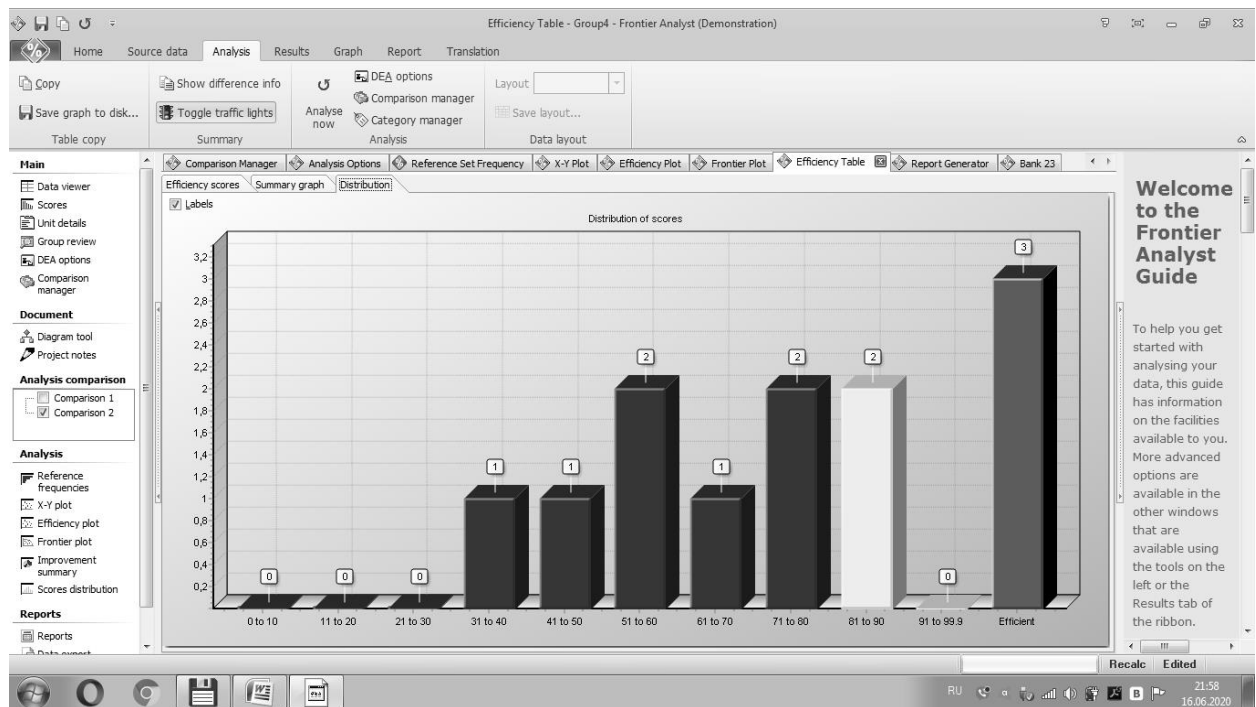 Efficiency Table - Group4 - Frontier Analyst (Demonstration)
Home Source data Analysis Results Graph Report Translation
Copy
Save graph to disk...
Table copy
Show difference info
Toggle traffic lights
Summary
Analyse now
DEA options
Comparison manager
Category manager
Analysis
Layout
Save layout...
Data layout
Main
Data viewer
Scores
Unit details
Group review
DEA options
Comparison
manager
Document
Diagram tool
Project notes
Analysis comparison
Comparison 1
Comparison 2
Analysis
Reference
frequencies
X-Y plot
Efficiency plot
Frontier plot
Improvement
summary
Scores distribution
Reports
Reports
Data export
Comparison Manager Analysis Options Reference Set Frequency X-Y Plot Efficiency Plot Frontier Plot Efficiency Table Report Generator Bank 23
Efficiency scores Summary graph Distribution
Labels
Distribution of scores
3,2
3
2,8
2,6
2,4
2,2
2
1,8
1,6
1,4
1,2
1
0,8
0,6
0,4
0,2
0 0 0 1 1 2 1 2 2 0 3
0 to 10 11 to 20 21 to 30 31 to 40 41 to 50 51 to 60 61 to 70 71 to 80 81 to 90 91 to 99.9 Efficient
Welcome
to the
Frontier
Analyst
Guide
To help you get
started with
analysing your
data, this guide
has information
on the facilities
available to you.
More advanced
options are
available in the
other windows
that are
available using
the tools on the
left or the
Results tab of
the ribbon.
Recalc Edited
RU
21:58
16.06.2020